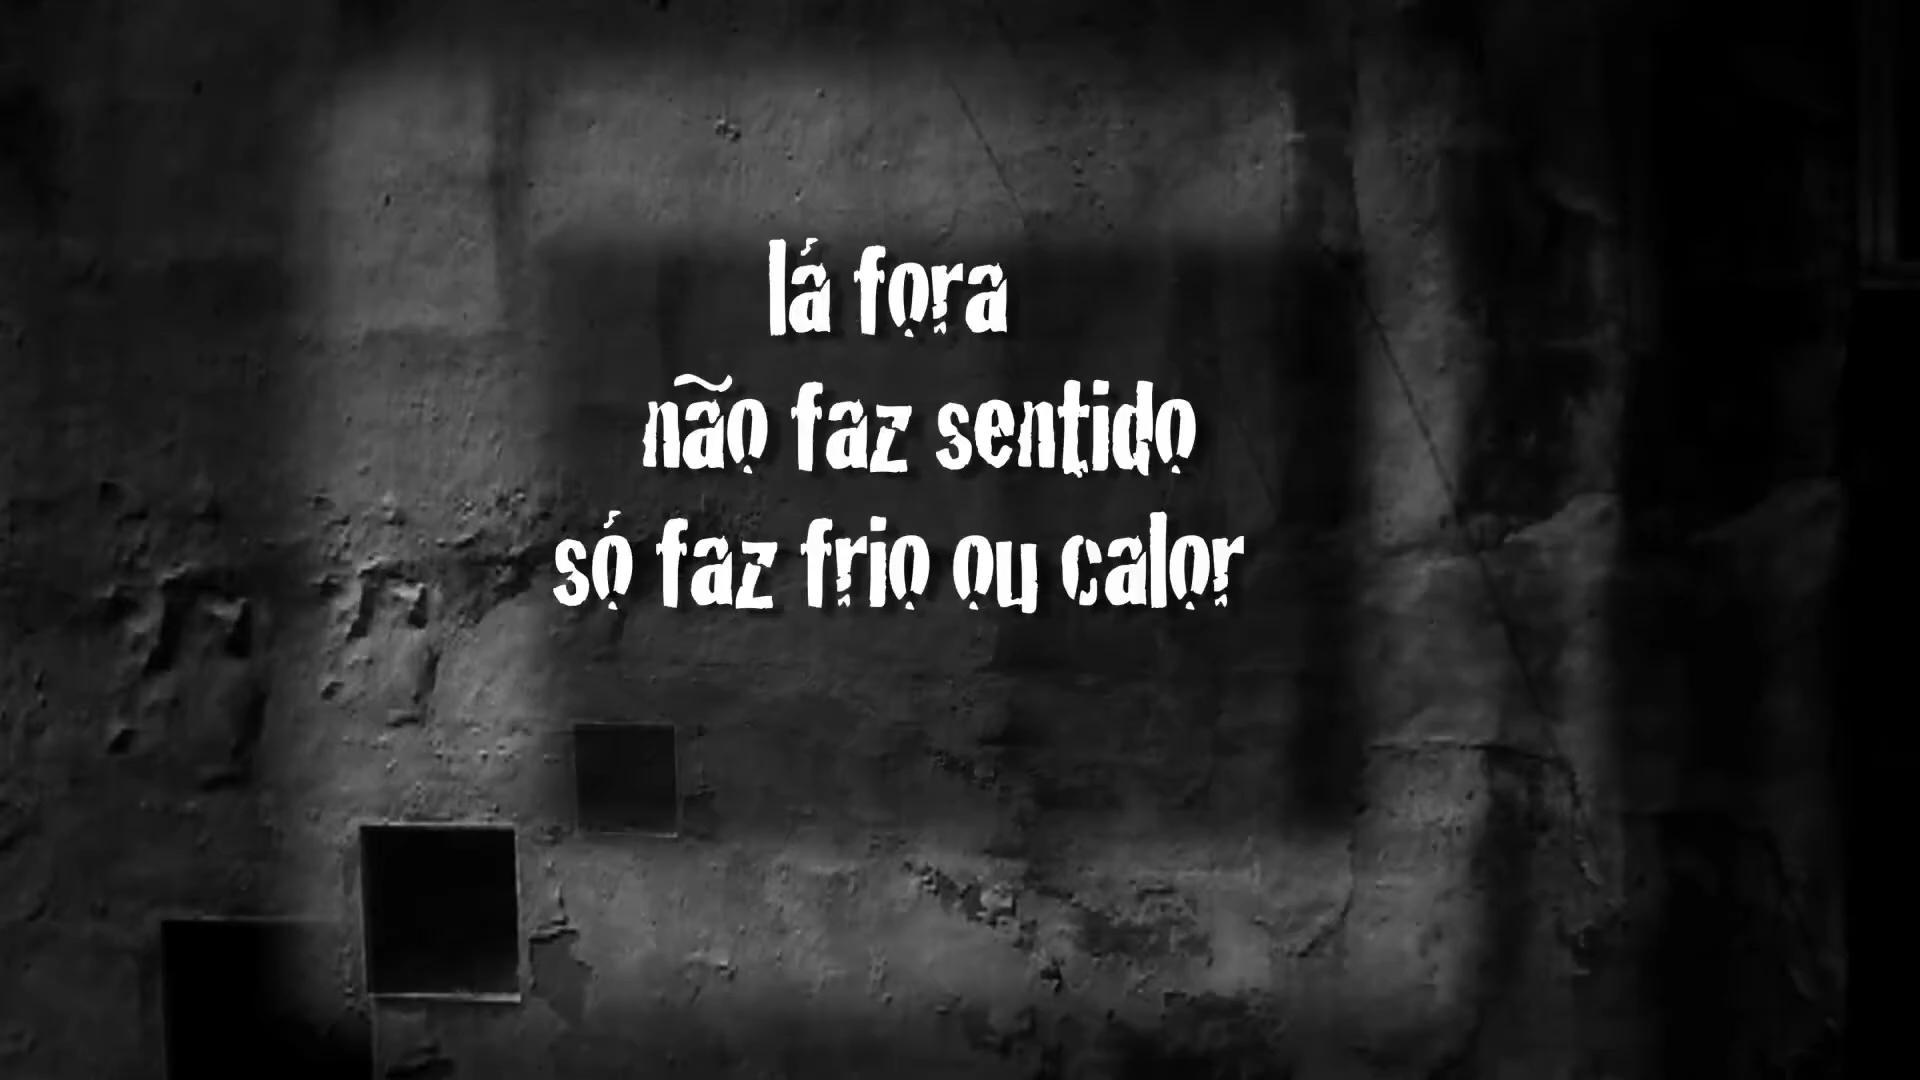 lá fora
não faz sentido
só faz frio ou calor